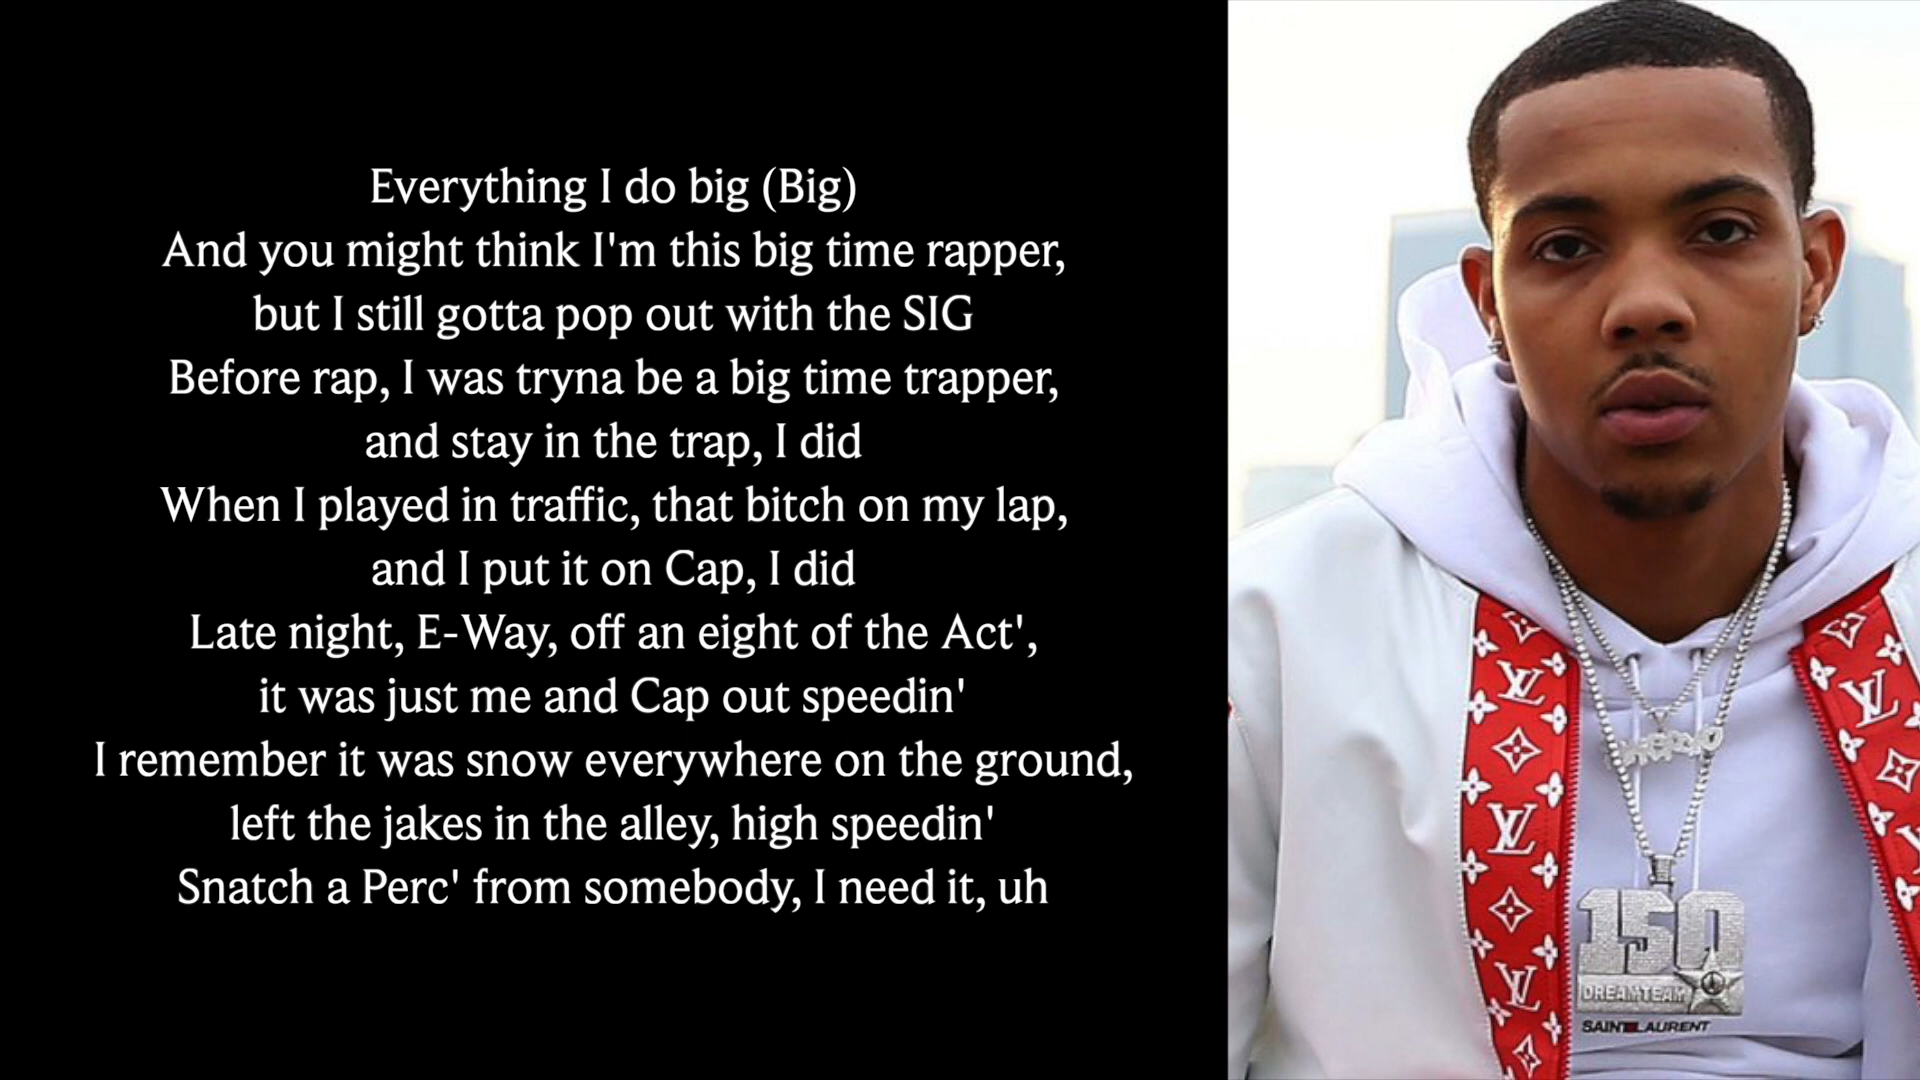 Everything I do big (Big)
And you might think I'm this big time rapper,
but I still gotta pop out with the SIG
Before rap, I was tryna be a big time trapper,
and stay in the trap, I did
When I played in traffic, that bitch on my lap,
and I put it on Cap, I did
Late night, E-Way, off an eight of the Act',
it was just me and Cap out speedin'
I remember it was snow everywhere on the ground,
left the jakes in the alley, high speedin'
Snatch a Perc' from somebody, I need it, uh
LV
LV
LV
LV
150
DREAMTEAM
SAINT LAURENT